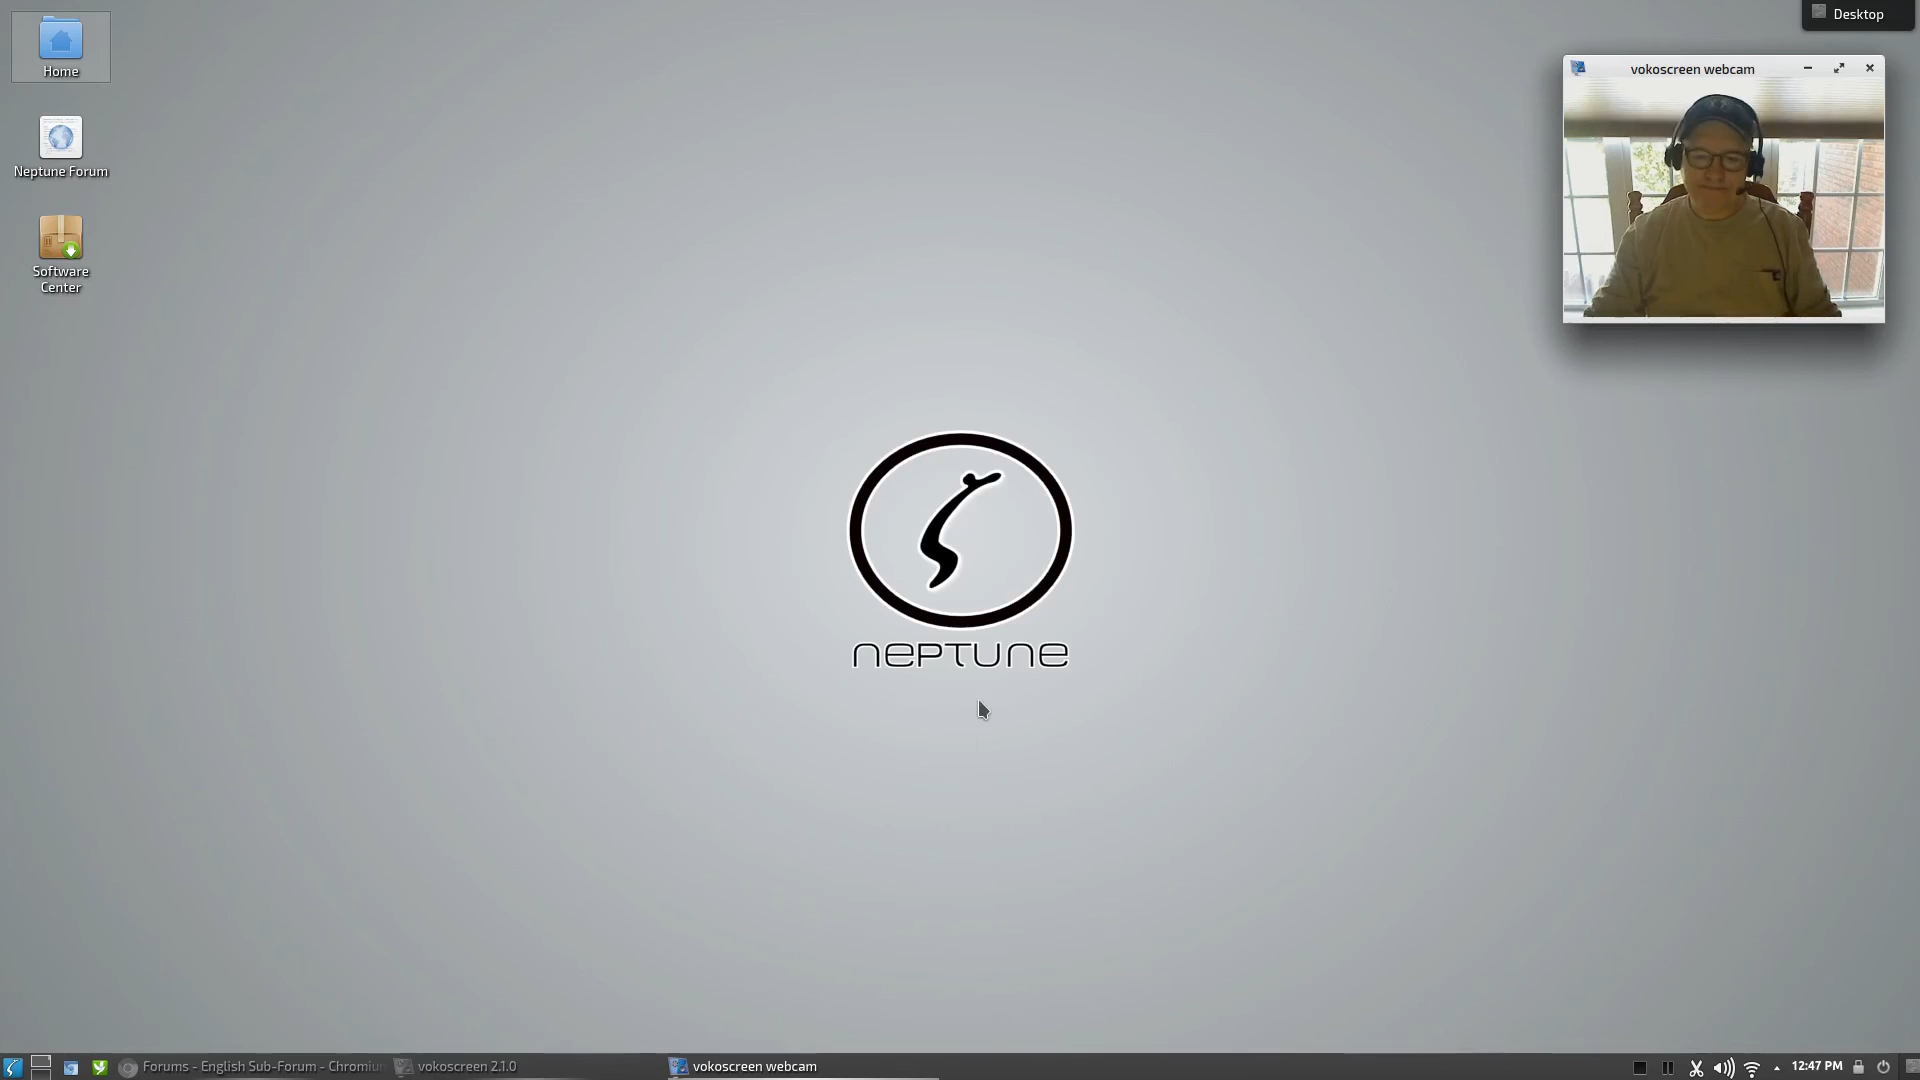 Desktop
Home
vokoscreen webcam
Neptune Forum
Software
Center
NEPTUNE
Forums - English Sub-Forum - Chromiu
vokoscreen 2.1.0
vokoscreen webcam
12:47 PM